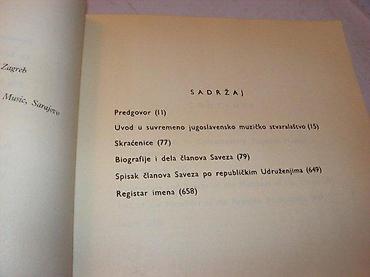 Zagreb
Music, Sarajevo
SADRŽAJ
Predgovor (11)
Uvod u suvremeno jugoslavensko muzičko stvaralaštvo (15)
Skraćenice (77)
Biografije i dela članova Saveza (79)
Spisak članova Saveza po republičkim Udruženjima (649)
Registar imena (658)